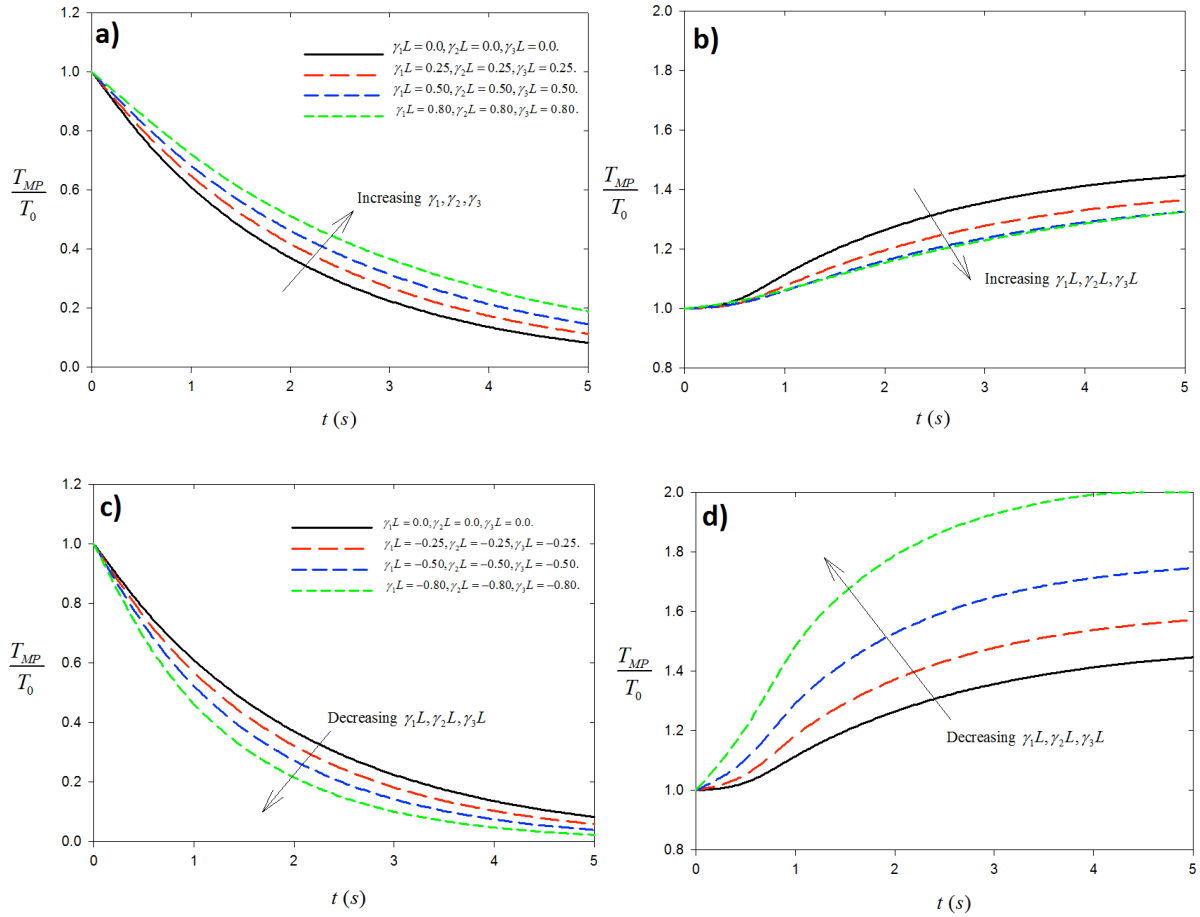 a)
1.2
1.0
0.8
0.6
0.4
0.2
0.0
T_MP
T_0
γ₁L = 0.0, γ₂L = 0.0, γ₃L = 0.0.
γ₁L = 0.25, γ₂L = 0.25, γ₃L = 0.25.
γ₁L = 0.50, γ₂L = 0.50, γ₃L = 0.50.
γ₁L = 0.80, γ₂L = 0.80, γ₃L = 0.80.
Increasing γ₁, γ₂, γ₃
0 1 2 3 4 5
t (s)
b)
2.0
1.8
1.6
1.4
1.2
1.0
0.8
T_MP
T_0
Increasing γ₁L, γ₂L, γ₃L
0 1 2 3 4 5
t (s)
c)
1.2
1.0
0.8
0.6
0.4
0.2
0.0
T_MP
T_0
γ₁L = 0.0, γ₂L = 0.0, γ₃L = 0.0.
γ₁L = −0.25, γ₂L = −0.25, γ₃L = −0.25.
γ₁L = −0.50, γ₂L = −0.50, γ₃L = −0.50.
γ₁L = −0.80, γ₂L = −0.80, γ₃L = −0.80.
Decreasing γ₁L, γ₂L, γ₃L
0 1 2 3 4 5
t (s)
d)
2.0
1.8
1.6
1.4
1.2
1.0
0.8
T_MP
T_0
Decreasing γ₁L, γ₂L, γ₃L
0 1 2 3 4 5
t (s)